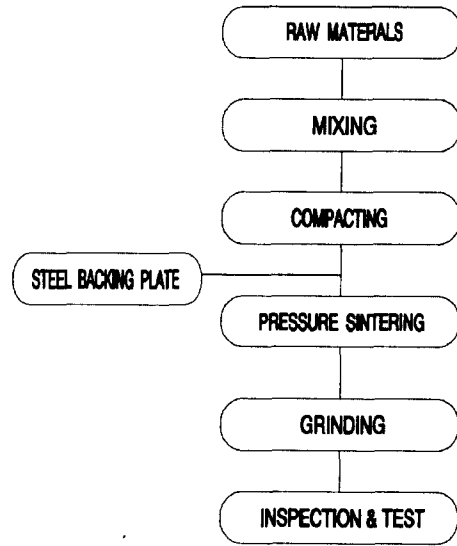 RAW MATERALS
MIXING
COMPACTING
STEEL BACKING PLATE
PRESSURE SINTERING
GRINDING
INSPECTION & TEST